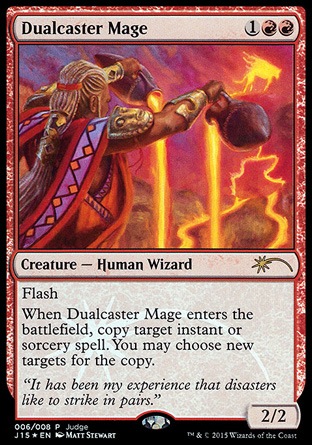 Dualcaster Mage 1
Creature — Human Wizard
Flash
When Dualcaster Mage enters the
battlefield, copy target instant or
sorcery spell. You may choose new
targets for the copy.
“It has been my experience that disasters
like to strike in pairs.”
2/2
006/008 P Judge
J15 ★ EN Matt Stewart ™ & © 2015 Wizards of the Coast